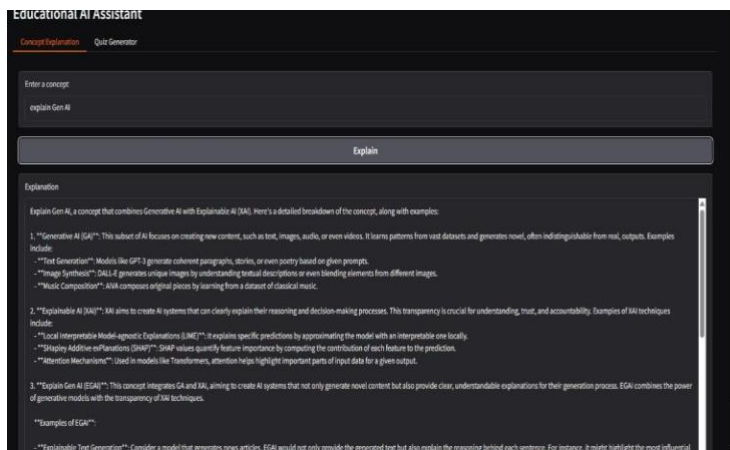 Educational AI Assistant
Concept Explanation Quiz Generator
Enter a concept
explain Gen AI
Explain
Explanation
Explain Gen AI, a concept that combines Generative AI with Explainable AI (XAI). Here's a detailed breakdown of the concept, along with examples:
1. **Generative AI (GA)**: This subset of AI focuses on creating new content, such as text, images, audio, or even videos. It learns patterns from vast datasets and generates novel, often indistinguishable from real, outputs. Examples
include:
- **Text Generation**: Models like GPT-3 generate coherent paragraphs, stories, or even poetry based on given prompts.
- **Image Synthesis**: DALL-E generates unique images by understanding textual descriptions or even blending elements from different images.
- **Music Composition**: AIVA composes original pieces by learning from a dataset of classical music.
2. **Explainable AI (XAI)**: XAI aims to create AI systems that can clearly explain their reasoning and decision-making processes. This transparency is crucial for understanding, trust, and accountability. Examples of XAI techniques
include:
- **Local Interpretable Model-agnostic Explanations (LIME)**: It explains specific predictions by approximating the model with an interpretable one locally.
- **SHapley Additive exPlanations (SHAP)**: SHAP values quantify feature importance by computing the contribution of each feature to the prediction.
- **Attention Mechanisms**: Used in models like Transformers, attention helps highlight important parts of input data for a given output.
3. **Explain Gen AI (EGAI)**: This concept integrates GA and XAI, aiming to create AI systems that not only generate novel content but also provide clear, understandable explanations for their generation process. EGAI combines the power
of generative models with the transparency of XAI techniques.
**Examples of EGAI**:
- **Explainable Text Generation**: Consider a model that generates news articles. EGAI would not only provide the generated text but also explain the reasoning behind each sentence. For instance, it might highlight the most influential